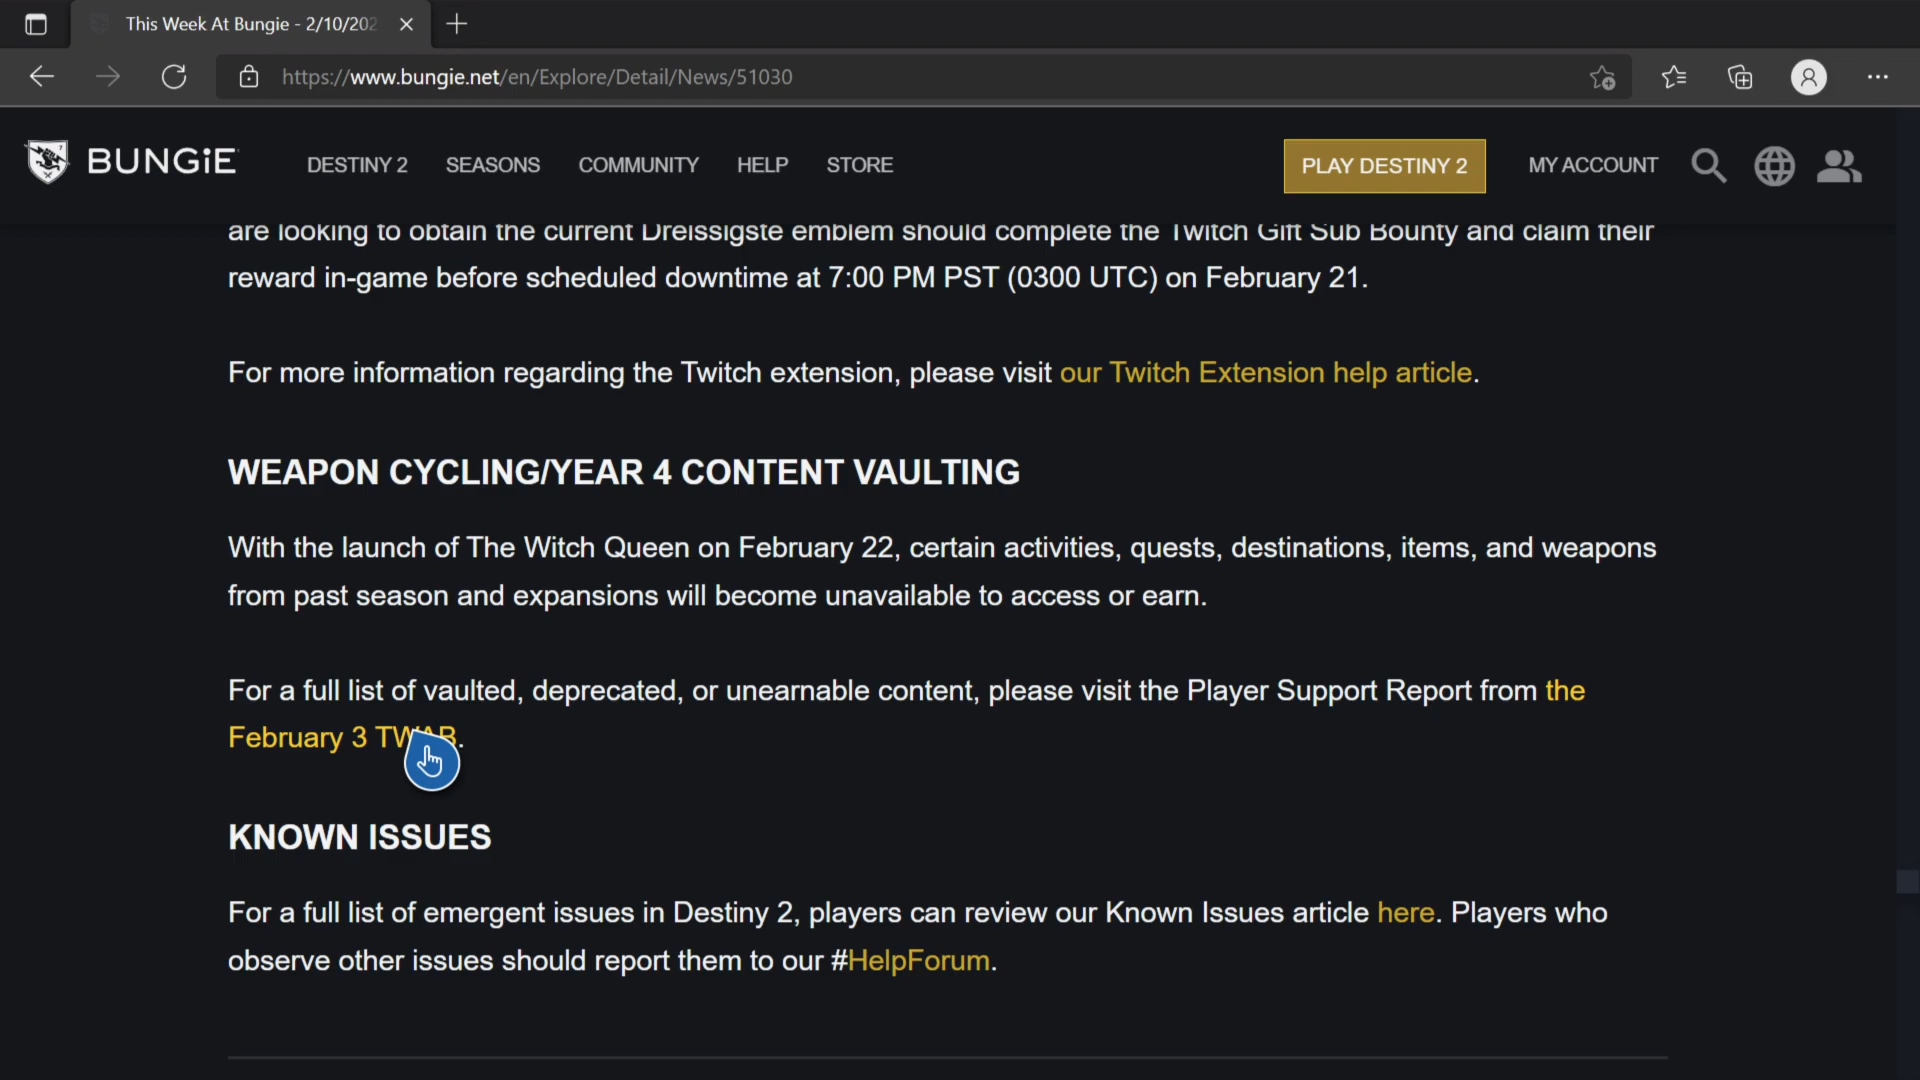 This Week At Bungie - 2/10/202
https://www.bungie.net/en/Explore/Detail/News/51030
BUNGiE
DESTINY 2
SEASONS
COMMUNITY
HELP
STORE
PLAY DESTINY 2
MY ACCOUNT
are looking to obtain the current Dreissigste emblem should complete the Twitch Gift Sub Bounty and claim their
reward in-game before scheduled downtime at 7:00 PM PST (0300 UTC) on February 21.
For more information regarding the Twitch extension, please visit our Twitch Extension help article.
WEAPON CYCLING/YEAR 4 CONTENT VAULTING
With the launch of The Witch Queen on February 22, certain activities, quests, destinations, items, and weapons
from past season and expansions will become unavailable to access or earn.
For a full list of vaulted, deprecated, or unearnable content, please visit the Player Support Report from the
February 3 TWAB.
KNOWN ISSUES
For a full list of emergent issues in Destiny 2, players can review our Known Issues article here. Players who
observe other issues should report them to our #HelpForum.